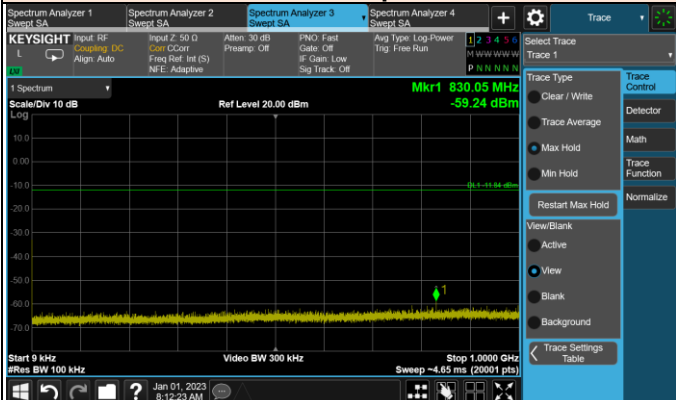 Spectrum Analyzer 1
Swept SA
Spectrum Analyzer 2
Swept SA
Spectrum Analyzer 3
Swept SA
Spectrum Analyzer 4
Swept SA
+
Trace
KEYSIGHT
L
Input: RF
Coupling: DC
Align: Auto
Input Z: 50 Ω
Corr CCorr
Freq Ref: Int (S)
NFE: Adaptive
Atten: 30 dB
Preamp: Off
PNO: Fast
Gate: Off
IF Gain: Low
Sig Track: Off
Avg Type: Log-Power
Trig: Free Run
1 2 3 4 5 6
M W W W W W
P N N N N N
Select Trace
Trace 1
1 Spectrum
Mkr1 830.05 MHz
-59.24 dBm
Scale/Div 10 dB
Ref Level 20.00 dBm
Log
10.0
0.00
-10.0
-20.0
-30.0
-40.0
-50.0
-60.0
-70.0
DL1 -11.84 dBm
1
Start 9 kHz
Video BW 300 kHz
Stop 1.0000 GHz
#Res BW 100 kHz
Sweep ~4.65 ms (20001 pts)
Trace Type
Clear / Write
Trace Average
Max Hold
Min Hold
Restart Max Hold
View/Blank
Active
View
Blank
Background
Trace Settings
Table
Trace
Control
Detector
Math
Trace
Function
Normalize
?
Jan 01, 2023
8:12:23 AM